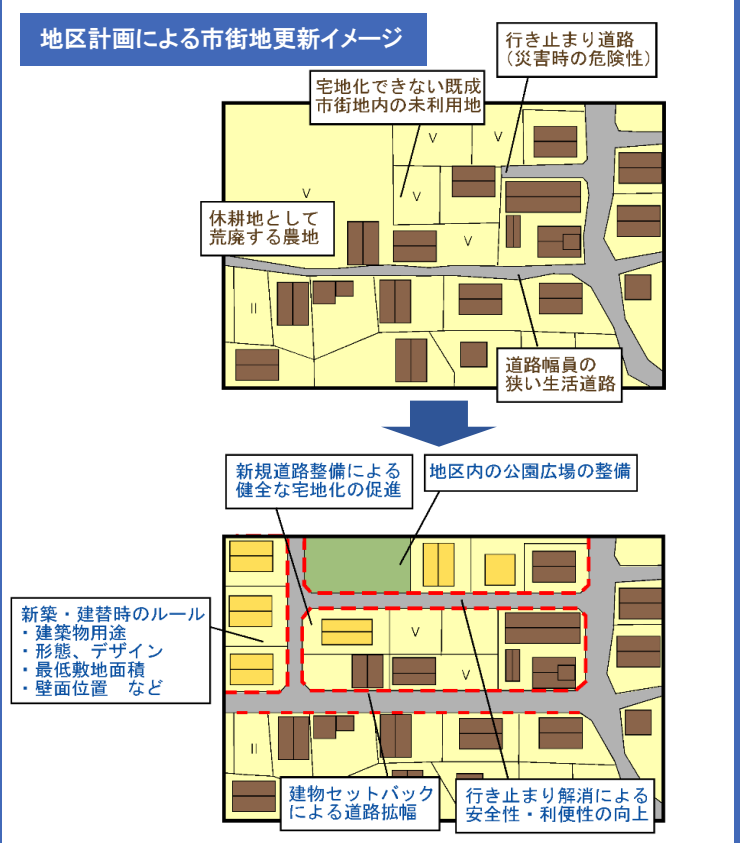 地区計画による市街地更新イメージ
行き止まり道路
（災害時の危険性）
宅地化できない既成
市街地内の未利用地
休耕地として
荒廃する農地
道路幅員の
狭い生活道路
新規道路整備による
健全な宅地化の促進
地区内の公園広場の整備
新築・建替時のルール
・建築物用途
・形態、デザイン
・最低敷地面積
・壁面位置　など
建物セットバック
による道路拡幅
行き止まり解消による
安全性・利便性の向上